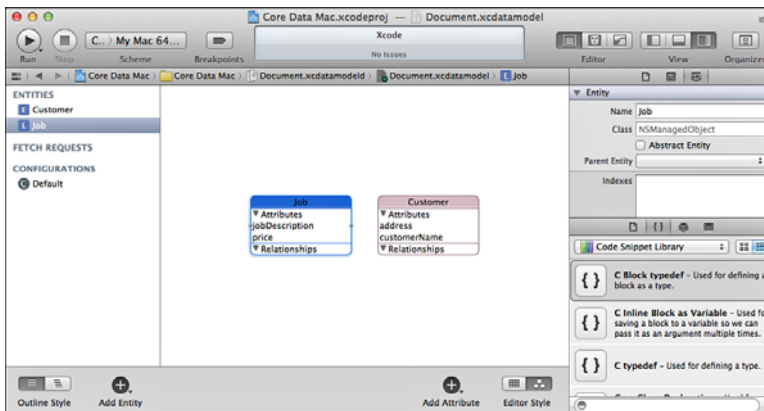 Core Data Mac.xcodeproj — Document.xcdatamodel
Run
Stop
C.. › My Mac 64...
Scheme
Breakpoints
Xcode
No Issues
Editor
View
Organizer
Core Data Mac
Core Data Mac
Document.xcdatamodeld
Document.xcdatamodel
E Job
ENTITIES
E Customer
E Job
FETCH REQUESTS
CONFIGURATIONS
C Default
Job
▼ Attributes
jobDescription
price
▼ Relationships
Customer
▼ Attributes
address
customerName
▼ Relationships
▼ Entity
Name Job
Class NSManagedObject
Abstract Entity
Parent Entity
Indexes
{ }
Code Snippet Library
{ } C Block typedef – Used for defining a
block as a type.
{ } C Inline Block as Variable – Used fo
saving a block to a variable so we can
pass it as an argument multiple times.
{ } C typedef – Used for defining a type.
Outline Style
Add Entity
Add Attribute
Editor Style